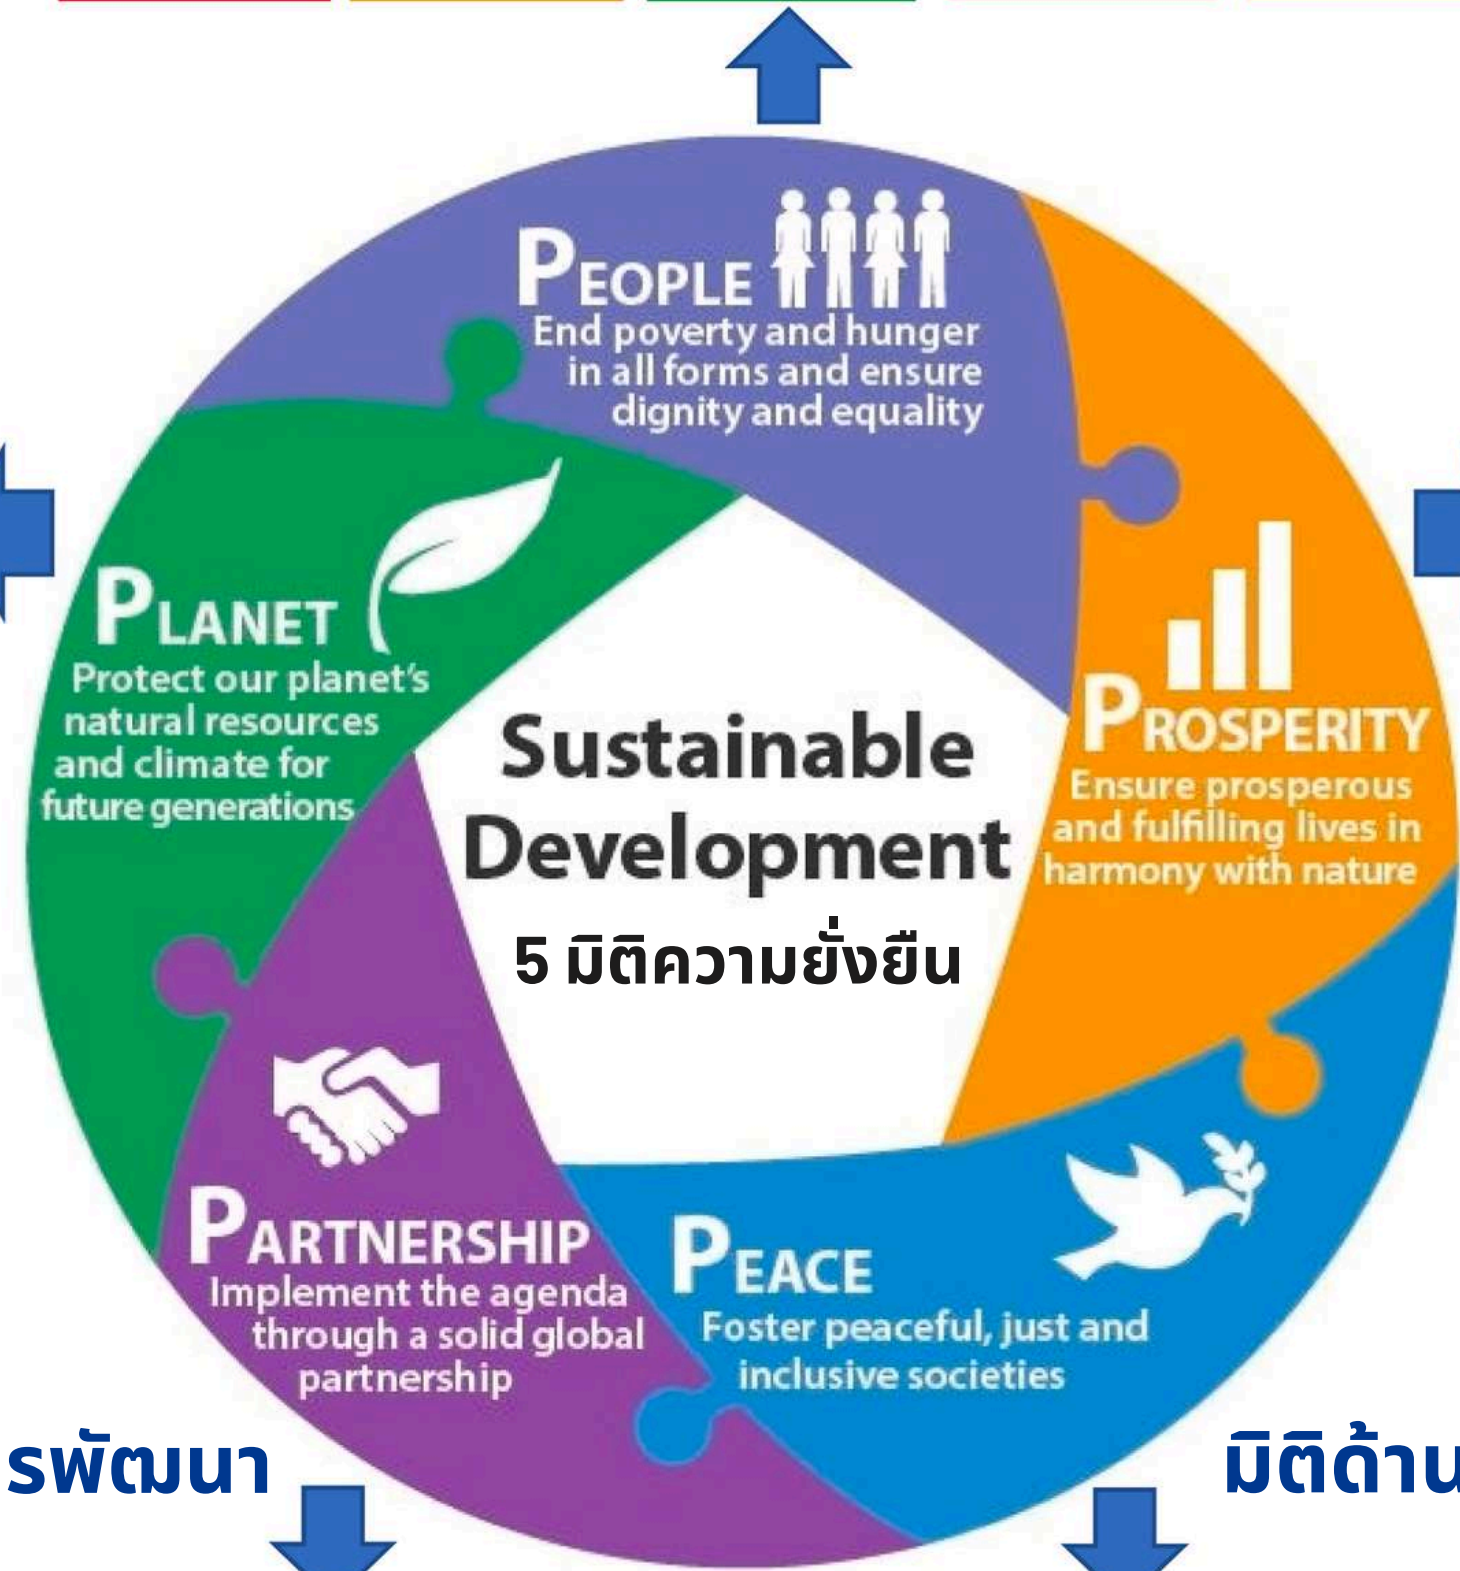 PEOPLE
End poverty and hunger
in all forms and ensure
dignity and equality
PLANET
Protect our planet's
natural resources
and climate for
future generations
PROSPERITY
Ensure prosperous
and fulfilling lives in
harmony with nature
Sustainable
Development
5 มิติความยั่งยืน
PARTNERSHIP
Implement the agenda
through a solid global
partnership
PEACE
Foster peaceful, just and
inclusive societies
รพัฒนา
มิติด้าน